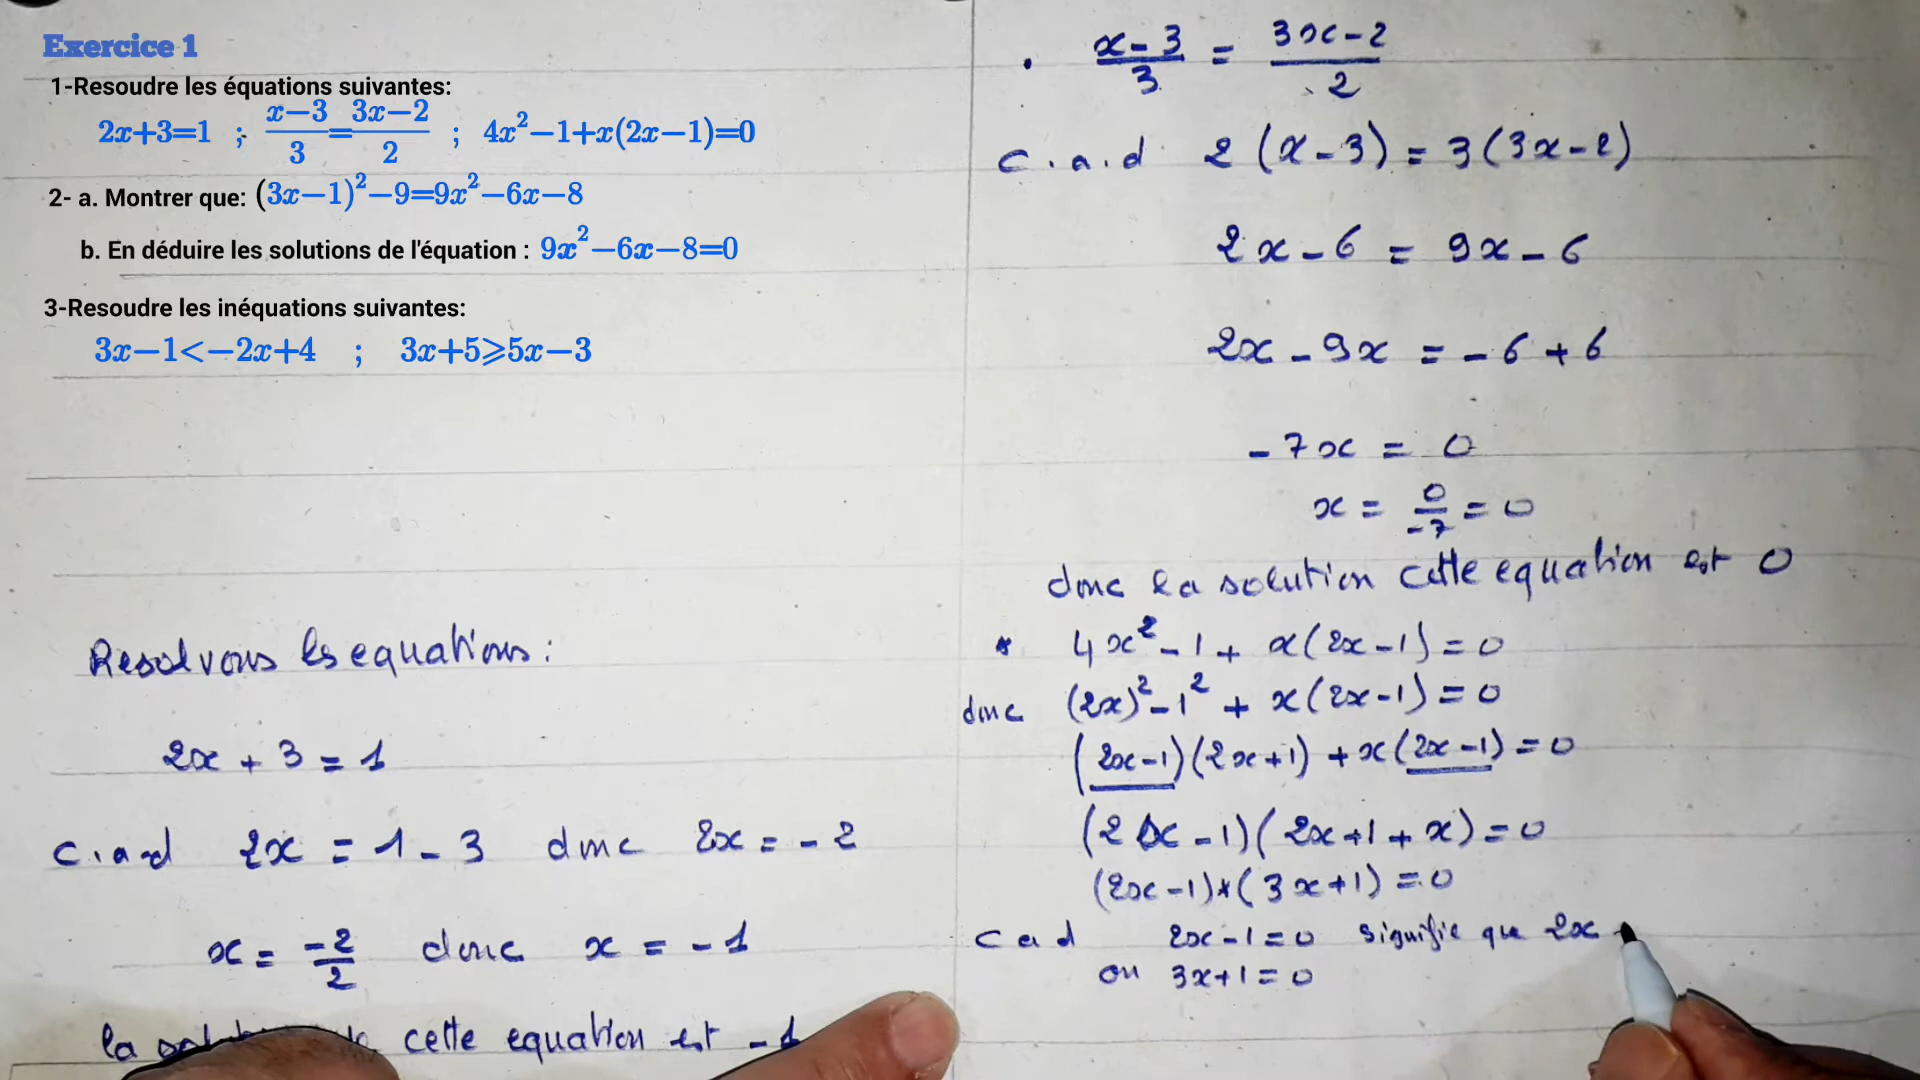 Exercice 1
1-Resoudre les équations suivantes:
2x+3=1 ; (x−3)/3=(3x−2)/2 ; 4x²−1+x(2x−1)=0
2- a. Montrer que: (3x−1)²−9=9x²−6x−8
b. En déduire les solutions de l'équation : 9x²−6x−8=0
3-Resoudre les inéquations suivantes:
3x−1<−2x+4 ; 3x+5⩾5x−3
Resolvons les equations :
2x + 3 = 1
c.a.d 2x = 1 - 3 donc 2x = - 2
x = -2/2 donc x = - 1
la cette equation est - 1
. (x - 3)/3 = (3x - 2)/2
c.a.d 2 (x - 3) = 3 (3x - 2)
2x - 6 = 9x - 6
2x - 9x = - 6 + 6
- 7x = 0
x = 0/-7 = 0
donc la solution cette equation est 0
* 4x² - 1 + x(2x - 1) = 0
donc (2x)² - 1² + x(2x - 1) = 0
(2x - 1)(2x + 1) + x(2x - 1) = 0
(2x - 1)(2x + 1 + x) = 0
(2x - 1)*(3x + 1) = 0
c a d 2x - 1 = 0 signifie que 2x
ou 3x + 1 = 0